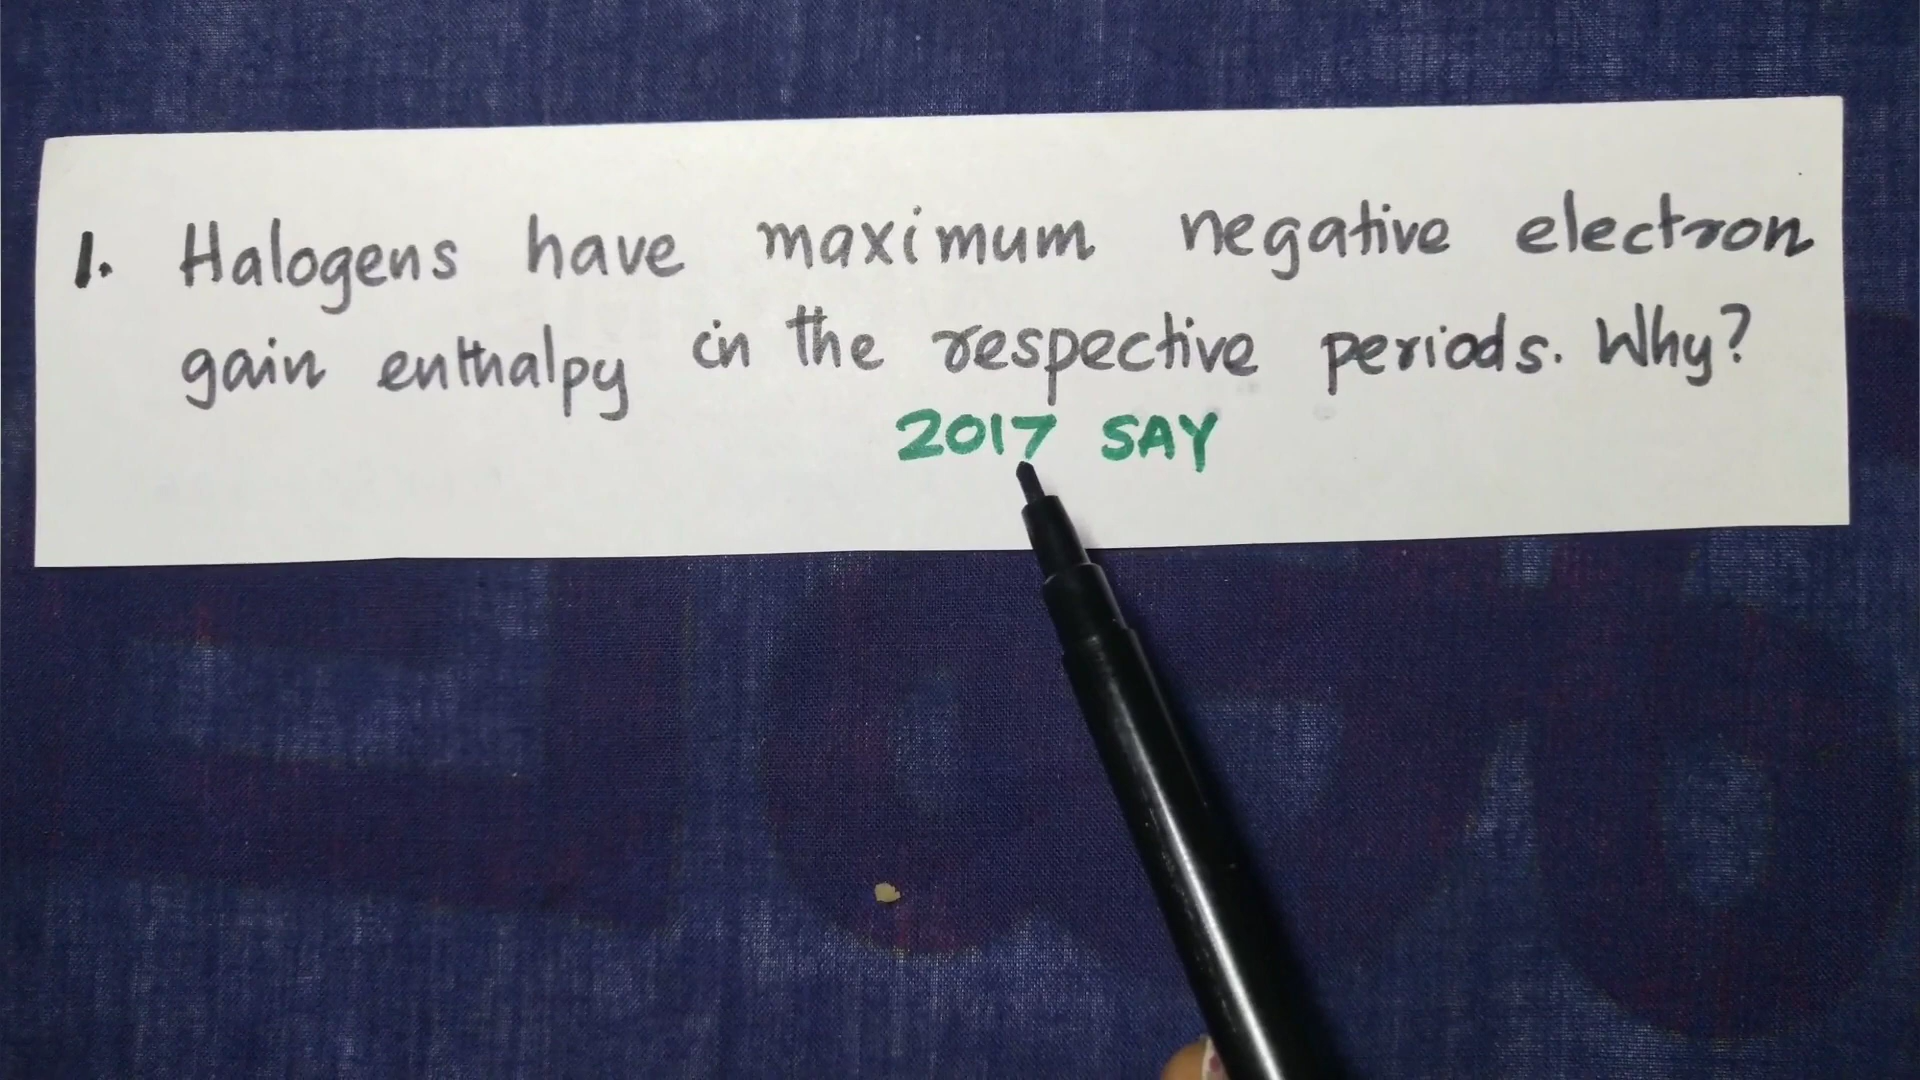 1. Halogens have maximum negative electron
gain enthalpy in the respective periods. Why?
2017 SAY